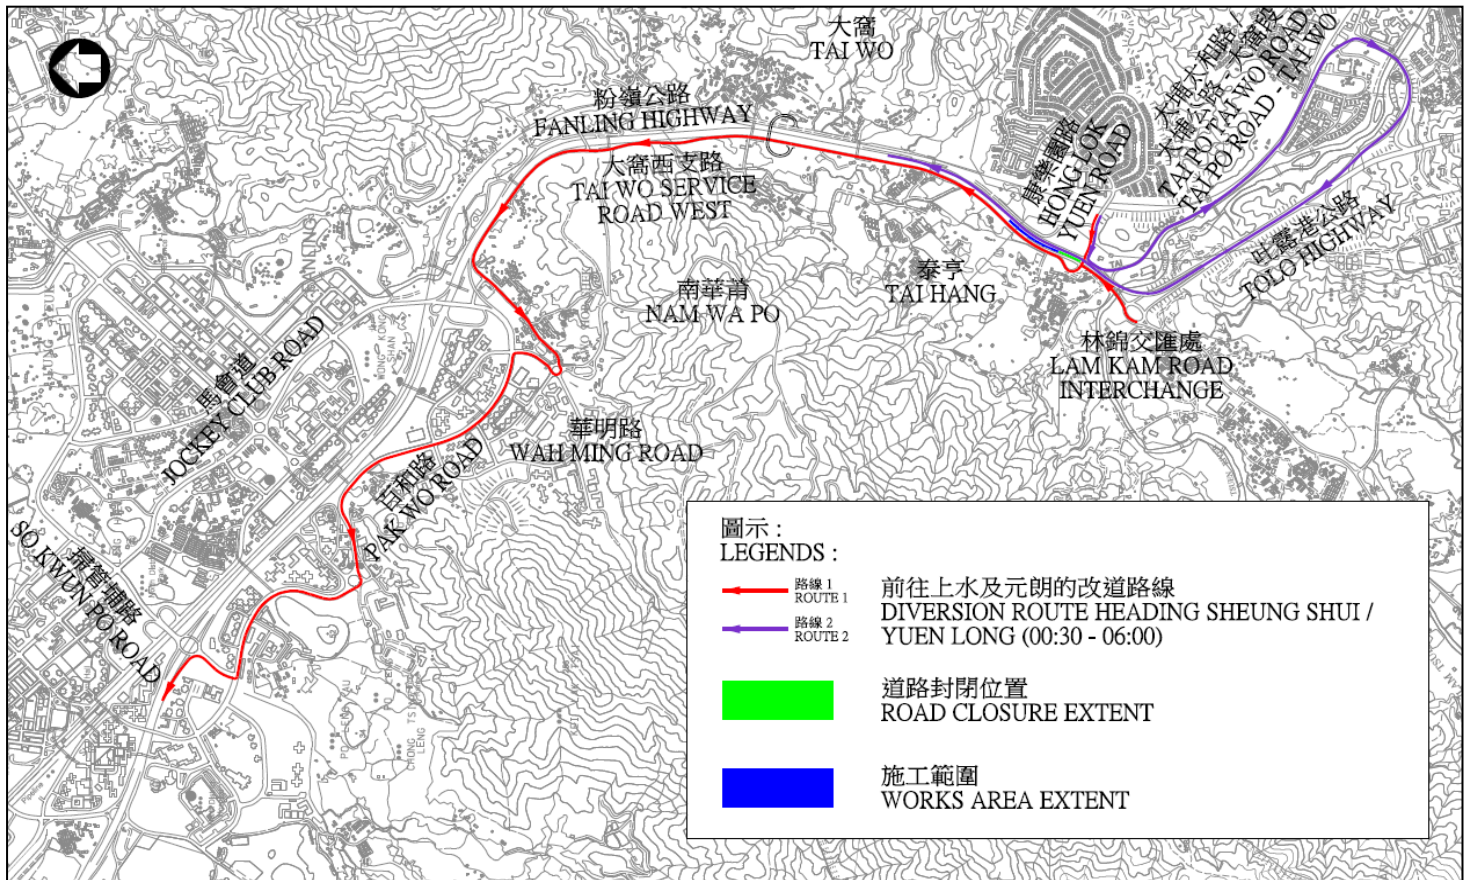 大窩
TAI WO
粉嶺公路
FANLING HIGHWAY
大窩西支路
TAI WO SERVICE
ROAD WEST
康樂園路
HONG LOK
YUEN ROAD
大埔太和路 /
大埔公路 - 大窩段
TAI PO TAI WO ROAD
TAI PO ROAD - TAI WO
吐露港公路
TOLO HIGHWAY
泰亨
TAI HANG
南華莆
NAM WA PO
林錦交匯處
LAM KAM ROAD
INTERCHANGE
馬會道
JOCKEY CLUB ROAD
華明路
WAH MING ROAD
百和路
PAK WO ROAD
掃管埔路
SO KWUN PO ROAD
圖示 :
LEGENDS :
路線 1
ROUTE 1
路線 2
ROUTE 2
前往上水及元朗的改道路線
DIVERSION ROUTE HEADING SHEUNG SHUI /
YUEN LONG (00:30 - 06:00)
道路封閉位置
ROAD CLOSURE EXTENT
施工範圍
WORKS AREA EXTENT